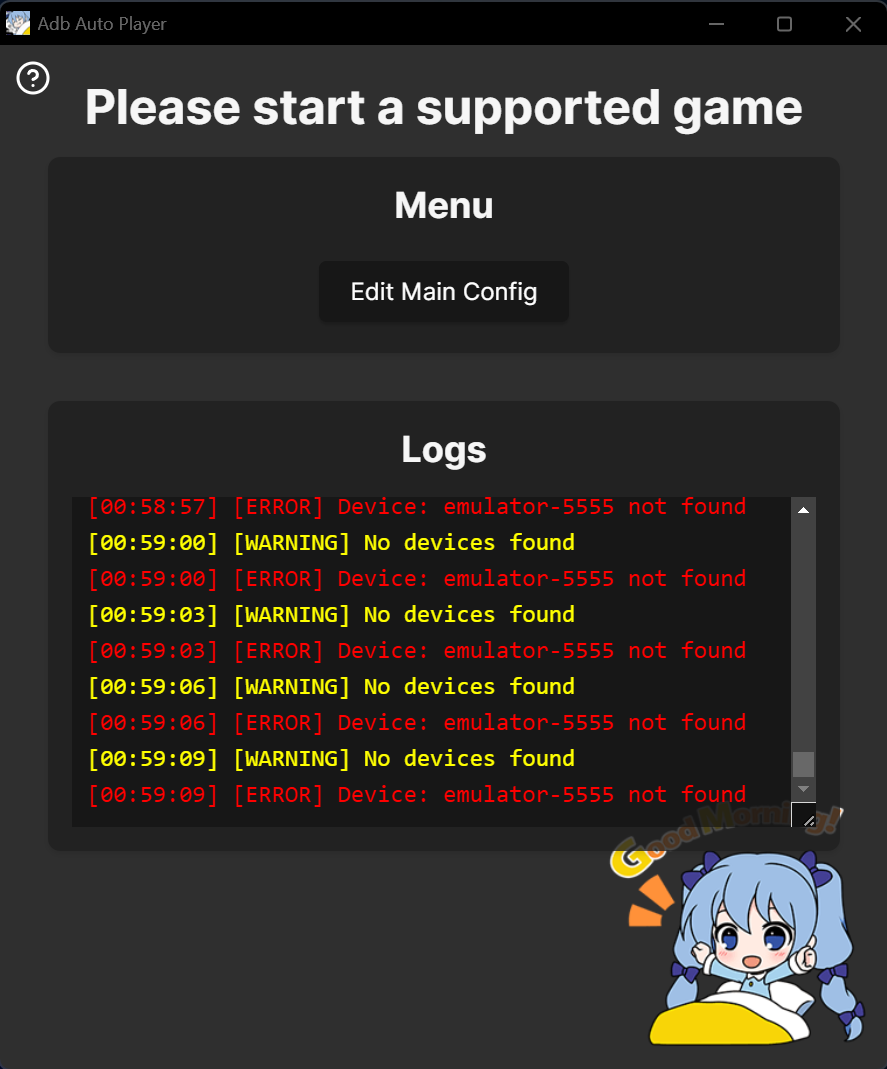 Adb Auto Player
Please start a supported game
Menu
Edit Main Config
Logs
[00:58:57] [ERROR] Device: emulator-5555 not found
[00:59:00] [WARNING] No devices found
[00:59:00] [ERROR] Device: emulator-5555 not found
[00:59:03] [WARNING] No devices found
[00:59:03] [ERROR] Device: emulator-5555 not found
[00:59:06] [WARNING] No devices found
[00:59:06] [ERROR] Device: emulator-5555 not found
[00:59:09] [WARNING] No devices found
[00:59:09] [ERROR] Device: emulator-5555 not found
Good Morning!